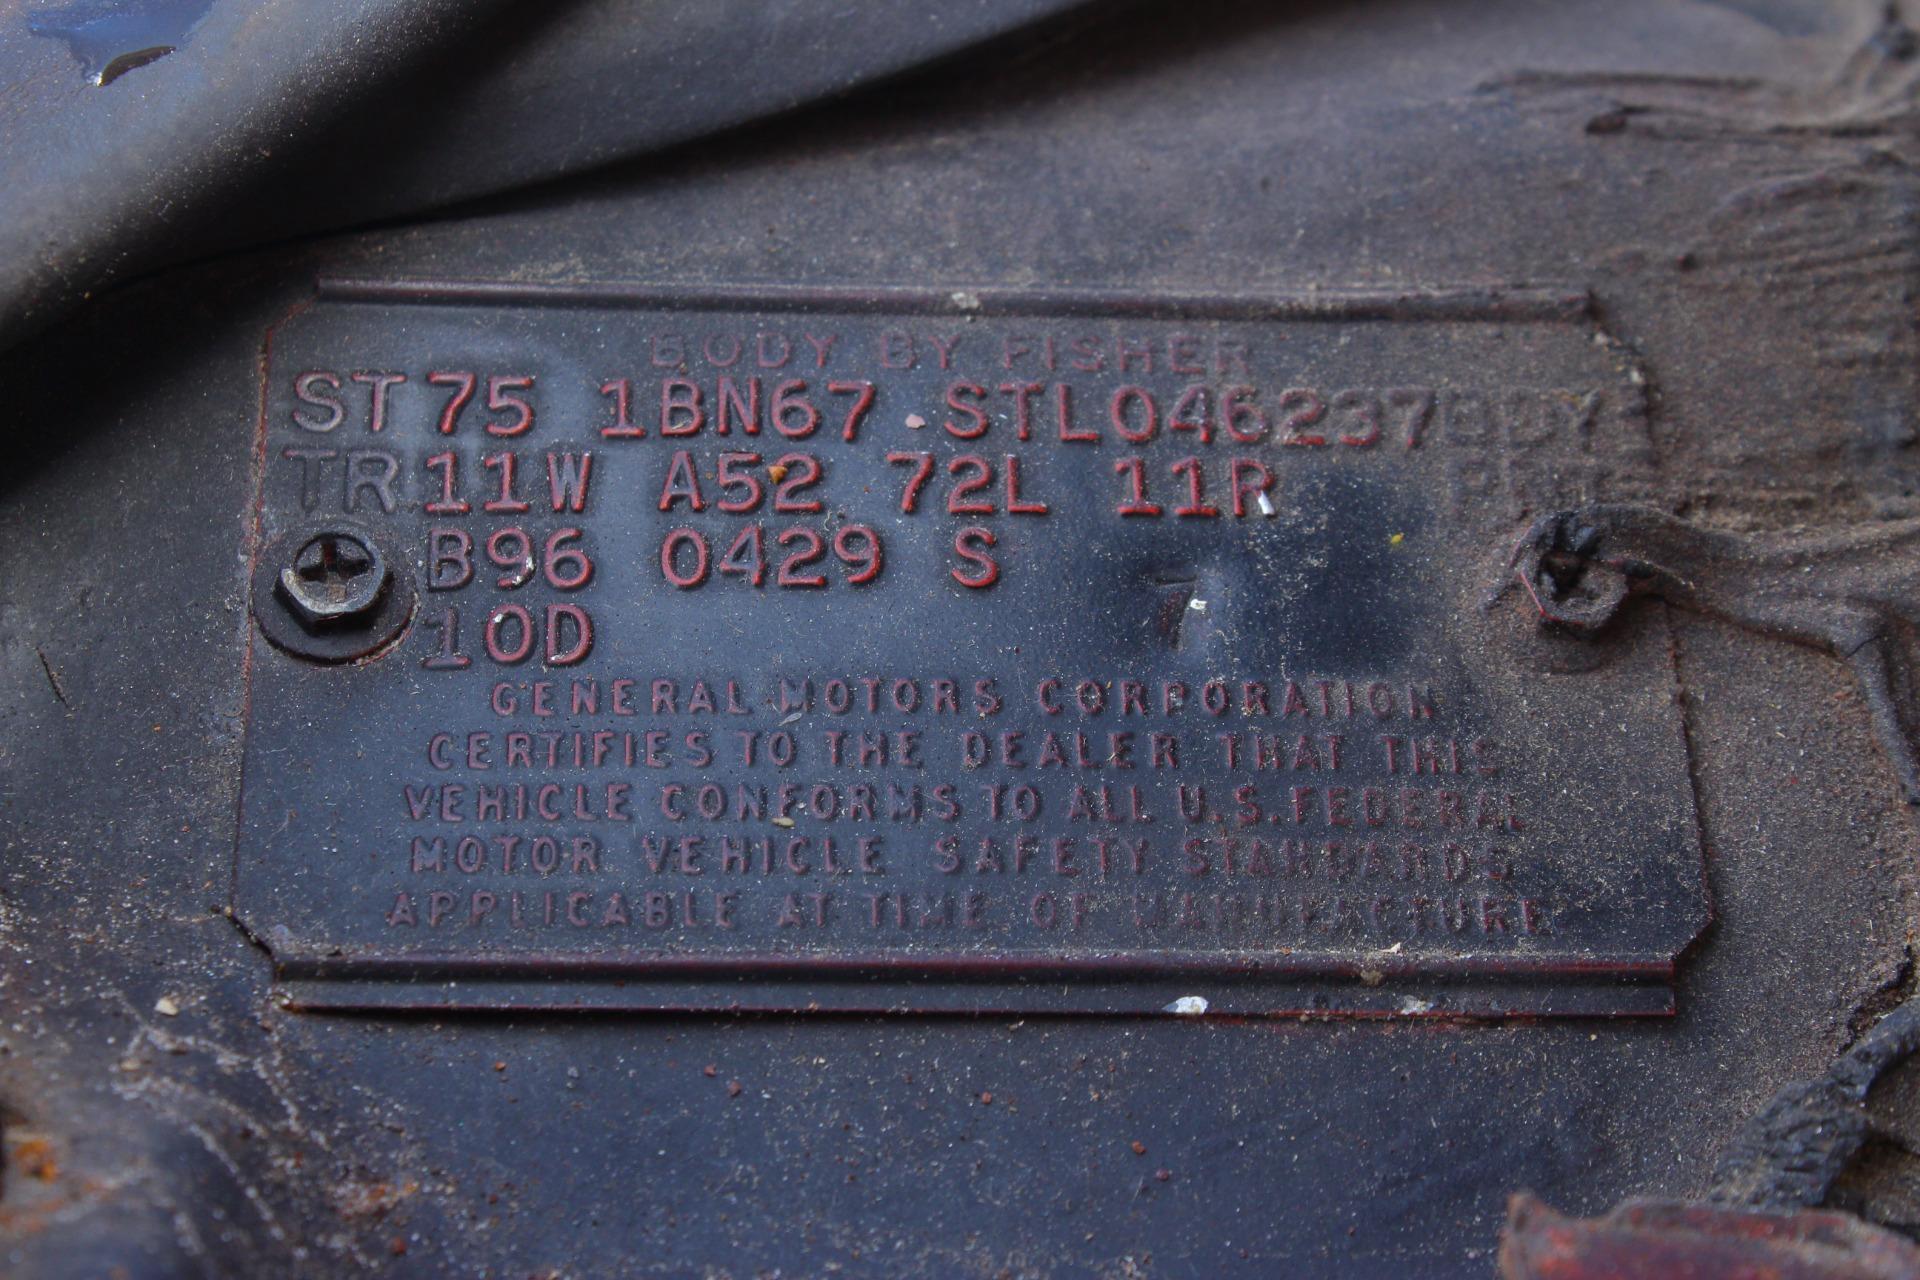 BODY BY FISHER
ST 75 1BN67 STL046237 BODY
TR 11W A52 72L 11R
B96 0429 S
10D
GENERAL MOTORS CORPORATION
CERTIFIES TO THE DEALER THAT THIS
VEHICLE CONFORMS TO ALL U.S. FEDERAL
MOTOR VEHICLE SAFETY STANDARDS
APPLICABLE AT TIME OF MANUFACTURE